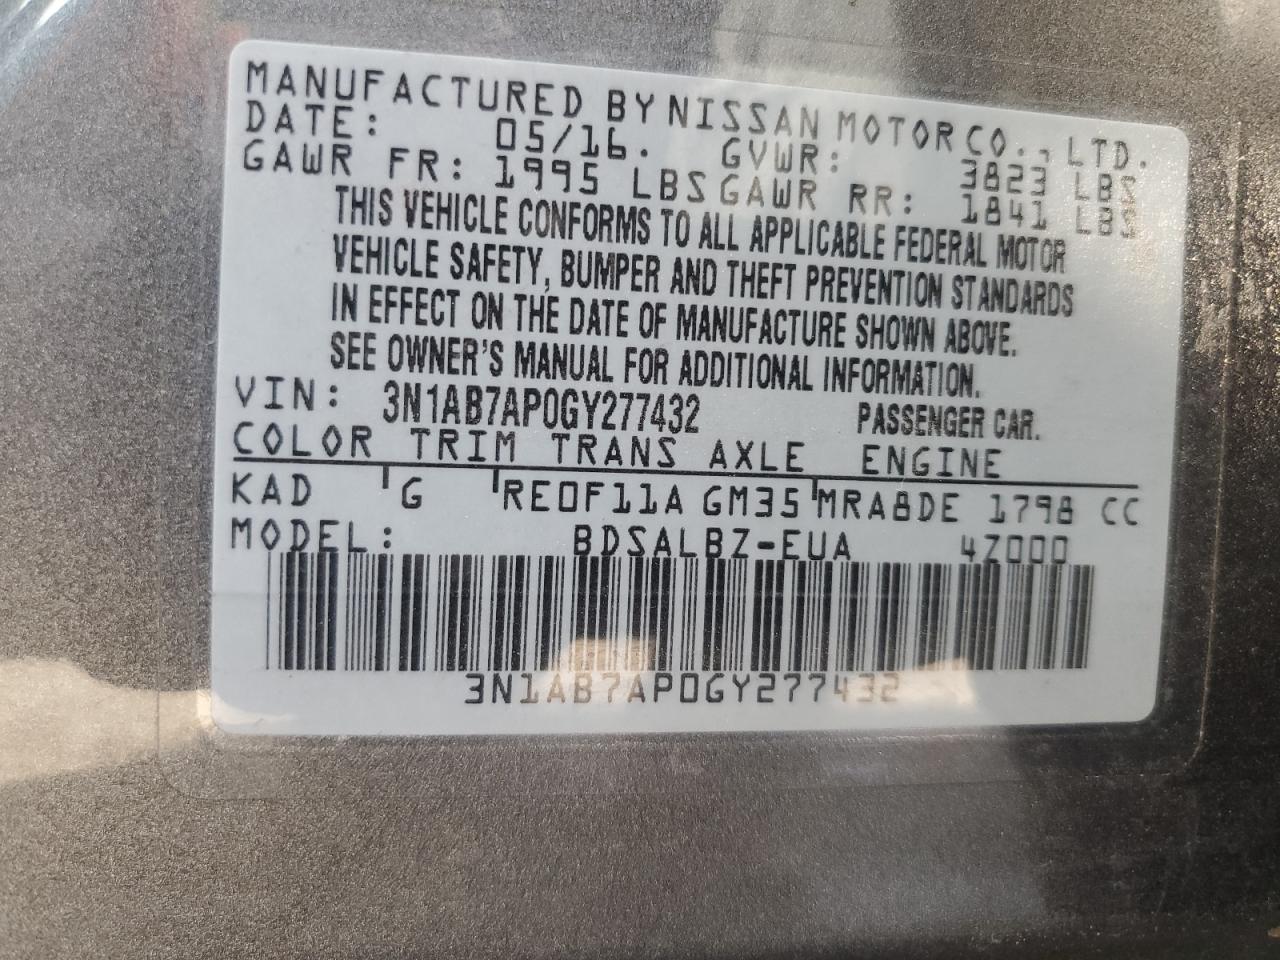 MANUFACTURED BY NISSAN MOTOR CO., LTD.
DATE: 05/16. GVWR: 3823 LBS
GAWR FR: 1995 LBS GAWR RR: 1841 LBS
THIS VEHICLE CONFORMS TO ALL APPLICABLE FEDERAL MOTOR
VEHICLE SAFETY, BUMPER AND THEFT PREVENTION STANDARDS
IN EFFECT ON THE DATE OF MANUFACTURE SHOWN ABOVE.
SEE OWNER'S MANUAL FOR ADDITIONAL INFORMATION.
VIN: 3N1AB7AP0GY277432 PASSENGER CAR.
COLOR TRIM TRANS AXLE ENGINE
KAD G RE0F11A GM35 MRA8DE 1798 CC
MODEL: BDSALBZ-EUA 4Z000
3N1AB7AP0GY277432